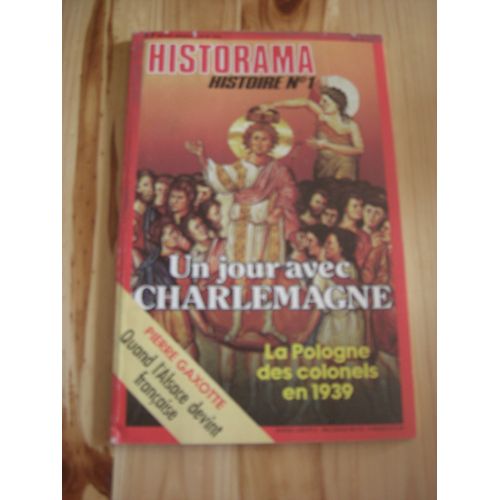 HISTORAMA
HISTOIRE N°1
Un jour avec
CHARLEMAGNE
PIERRE GAXOTTE
Quand l'Alsace devint
française
La Pologne
des colonels
en 1939